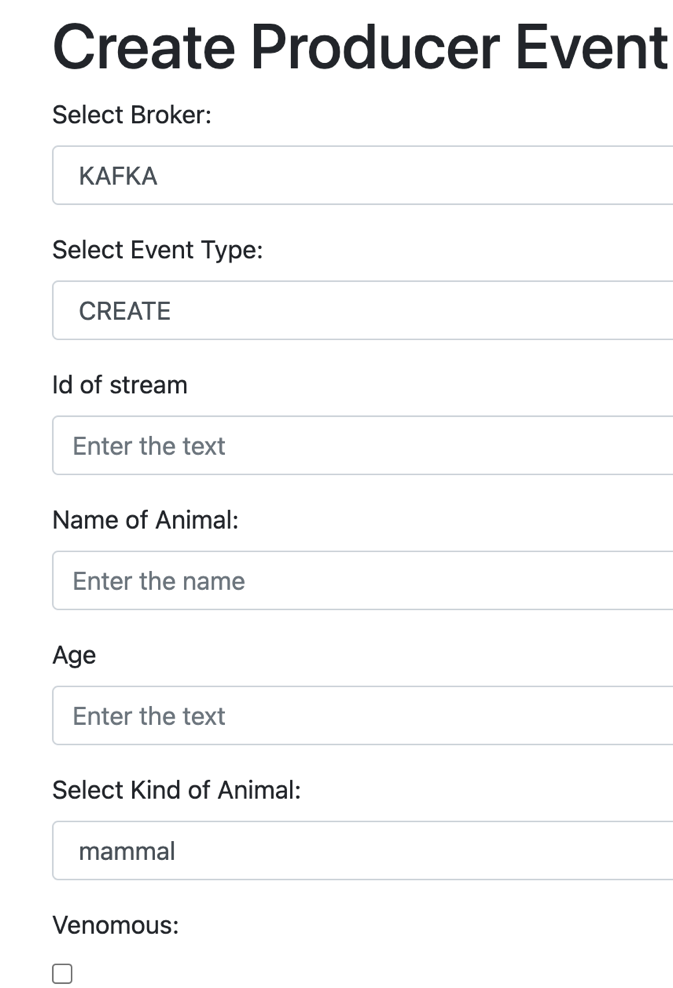 Create Producer Event
Select Broker:
KAFKA
Select Event Type:
CREATE
Id of stream
Enter the text
Name of Animal:
Enter the name
Age
Enter the text
Select Kind of Animal:
mammal
Venomous: